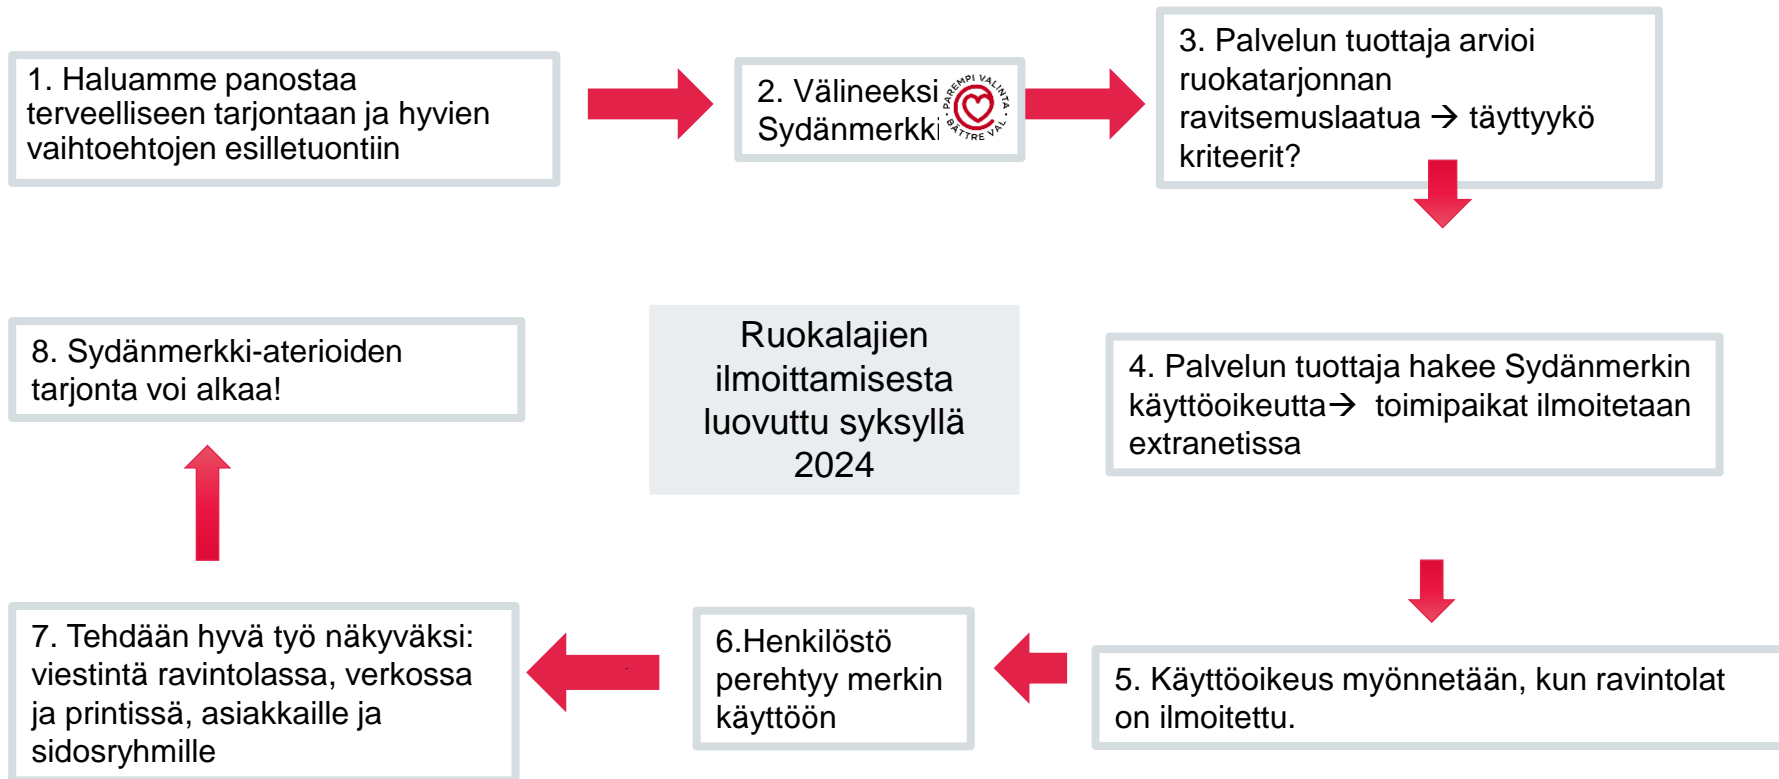 1. Haluamme panostaa
terveelliseen tarjontaan ja hyvien
vaihtoehtojen esilletuontiin
2. Välineeksi
Sydänmerkki
PAREMPI VALINTA
BÄTTRE VAL
3. Palvelun tuottaja arvioi
ruokatarjonnan
ravitsemuslaatua → täyttyykö
kriteerit?
4. Palvelun tuottaja hakee Sydänmerkin
käyttöoikeutta→ toimipaikat ilmoitetaan
extranetissa
5. Käyttöoikeus myönnetään, kun ravintolat
on ilmoitettu.
6.Henkilöstö
perehtyy merkin
käyttöön
7. Tehdään hyvä työ näkyväksi:
viestintä ravintolassa, verkossa
ja printissä, asiakkaille ja
sidosryhmille
8. Sydänmerkki-aterioiden
tarjonta voi alkaa!
Ruokalajien
ilmoittamisesta
luovuttu syksyllä
2024